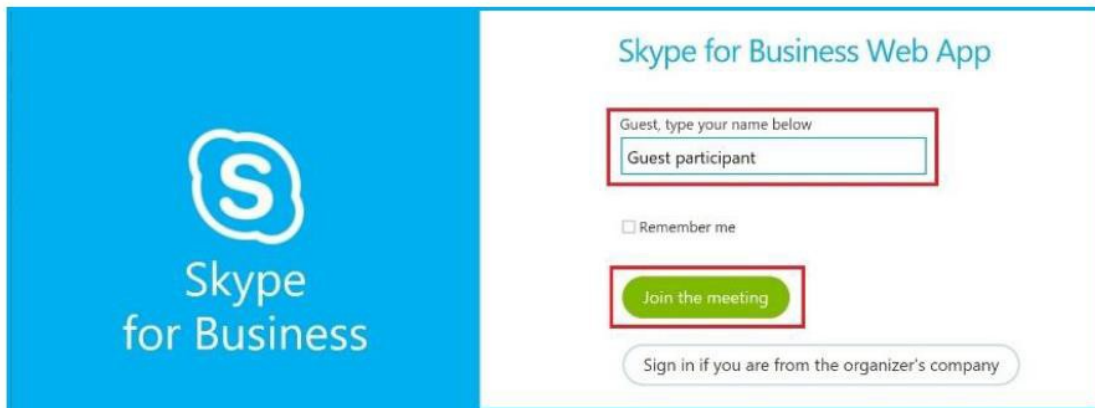 Skype for Business Web App
Guest, type your name below
Guest participant
Remember me
Join the meeting
Sign in if you are from the organizer's company
S
Skype
for Business